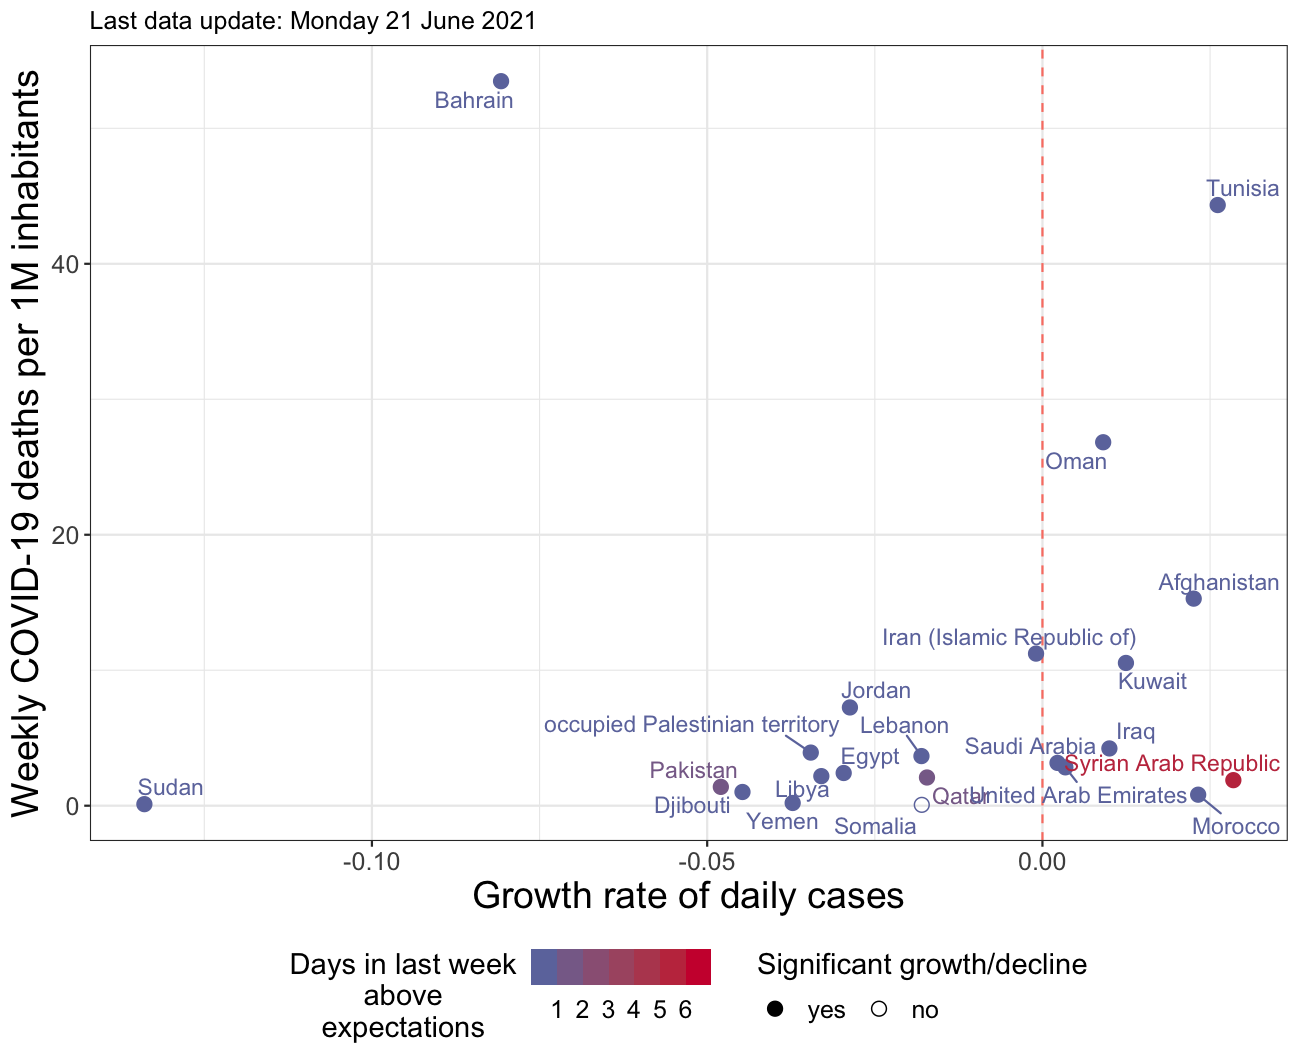 Last data update: Monday 21 June 2021
Weekly COVID-19 deaths per 1M inhabitants
40
20
0
Bahrain
Tunisia
Oman
Afghanistan
Iran (Islamic Republic of)
Kuwait
Jordan
occupied Palestinian territory
Lebanon
Iraq
Saudi Arabia
Egypt
Syrian Arab Republic
Pakistan
Sudan
Libya
Qatar
United Arab Emirates
Djibouti
Yemen
Somalia
Morocco
-0.10
-0.05
0.00
Growth rate of daily cases
Days in last week
above
expectations
1 2 3 4 5 6
Significant growth/decline
yes
no